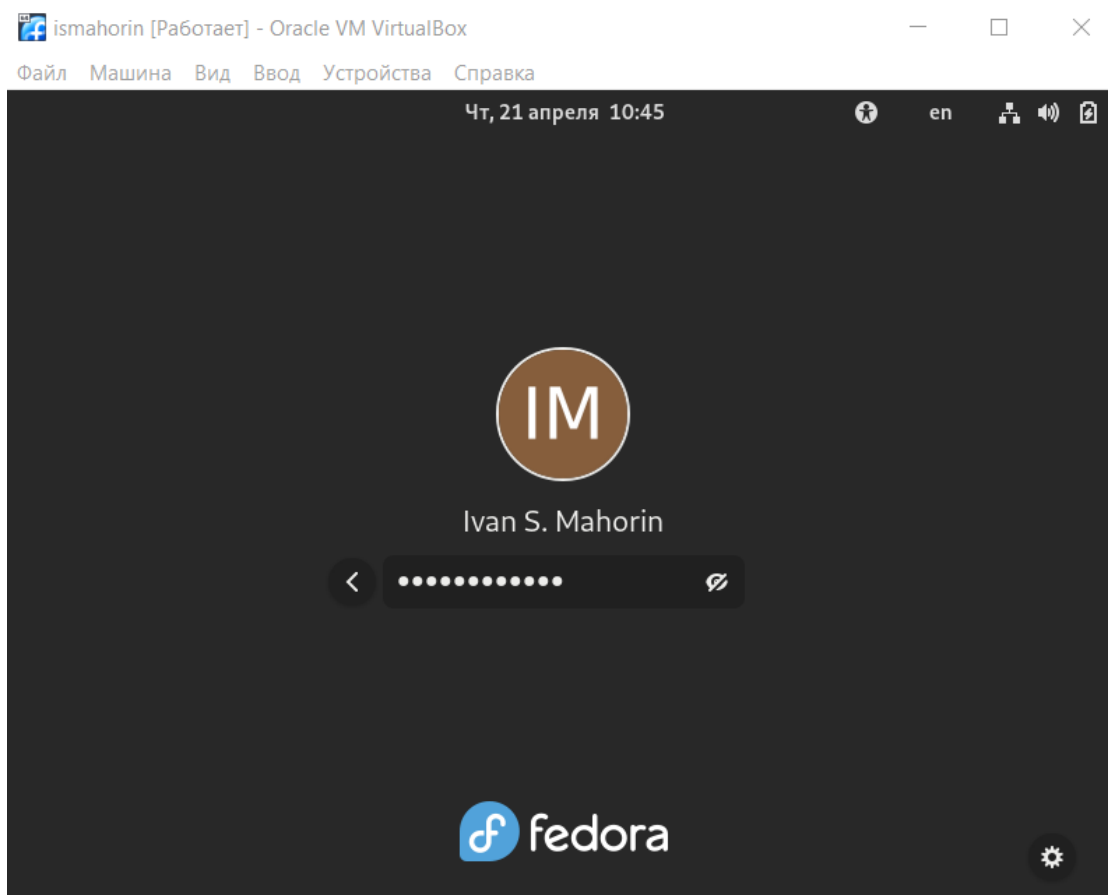 ismahorin [Работает] - Oracle VM VirtualBox
Файл Машина Вид Ввод Устройства Справка
Чт, 21 апреля 10:45 en
IM
Ivan S. Mahorin
fedora